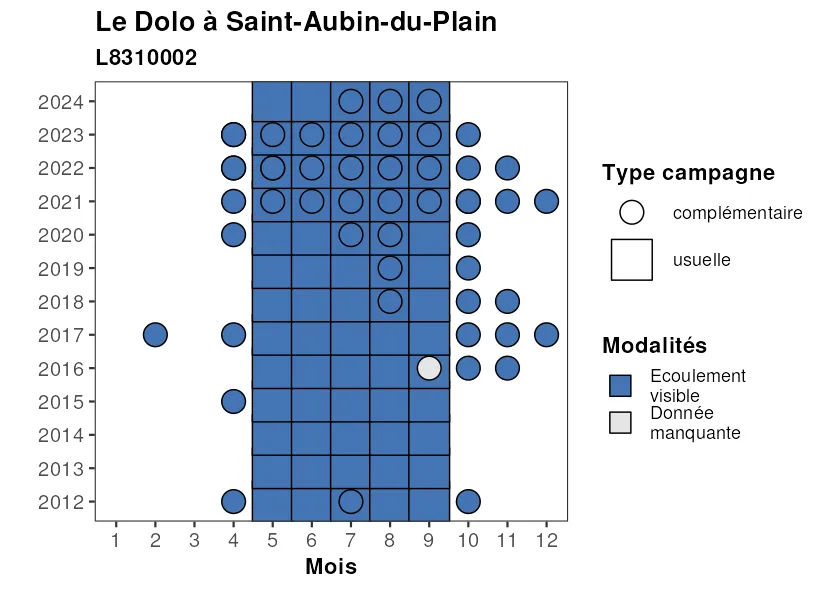 Le Dolo à Saint-Aubin-du-Plain
L8310002
2024
2023
2022
2021
2020
2019
2018
2017
2016
2015
2014
2013
2012
1 2 3 4 5 6 7 8 9 10 11 12
Mois
Type campagne
complémentaire
usuelle
Modalités
Ecoulement
visible
Donnée
manquante